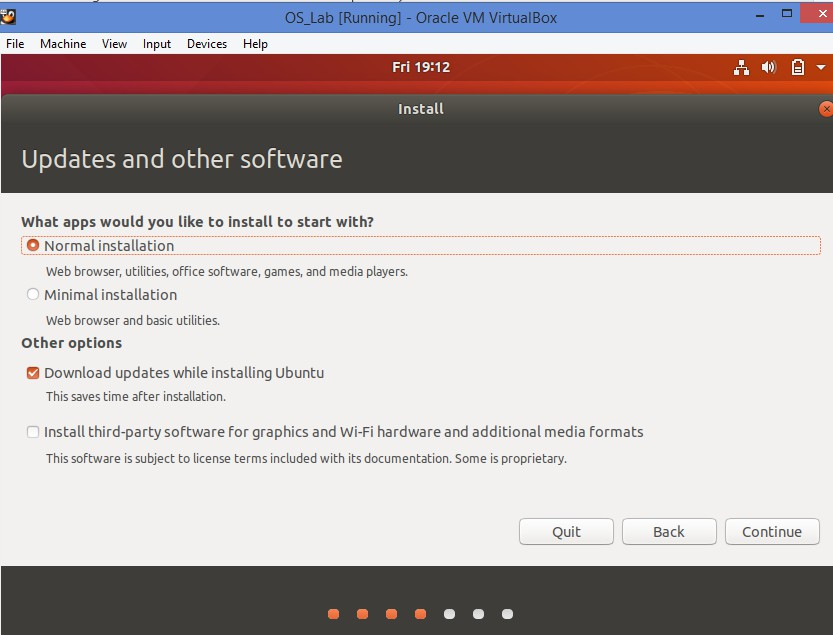 OS_Lab [Running] - Oracle VM VirtualBox
File Machine View Input Devices Help
Fri 19:12
Install
Updates and other software
What apps would you like to install to start with?
Normal installation
Web browser, utilities, office software, games, and media players.
Minimal installation
Web browser and basic utilities.
Other options
Download updates while installing Ubuntu
This saves time after installation.
Install third-party software for graphics and Wi-Fi hardware and additional media formats
This software is subject to license terms included with its documentation. Some is proprietary.
Quit Back Continue